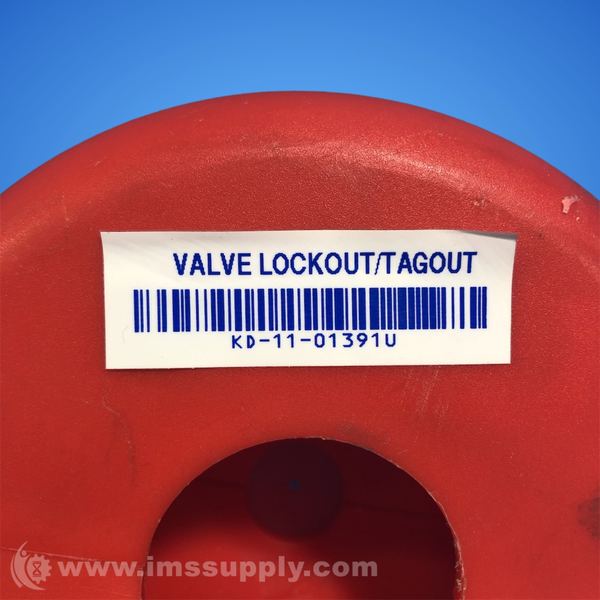 VALVE LOCKOUT/TAGOUT
KD-11-01391U
www.imssupply.com